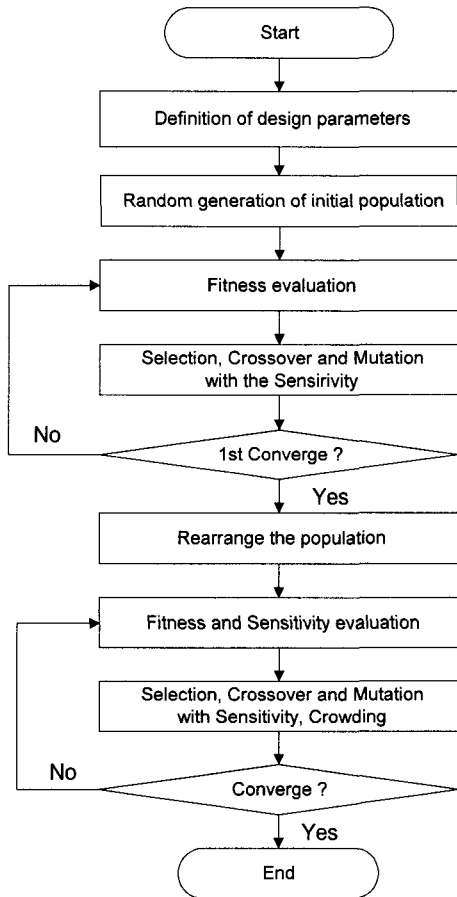 Start
Definition of design parameters
Random generation of initial population
Fitness evaluation
Selection, Crossover and Mutation
with the Sensirivity
No
1st Converge ?
Yes
Rearrange the population
Fitness and Sensitivity evaluation
Selection, Crossover and Mutation
with Sensitivity, Crowding
No
Converge ?
Yes
End